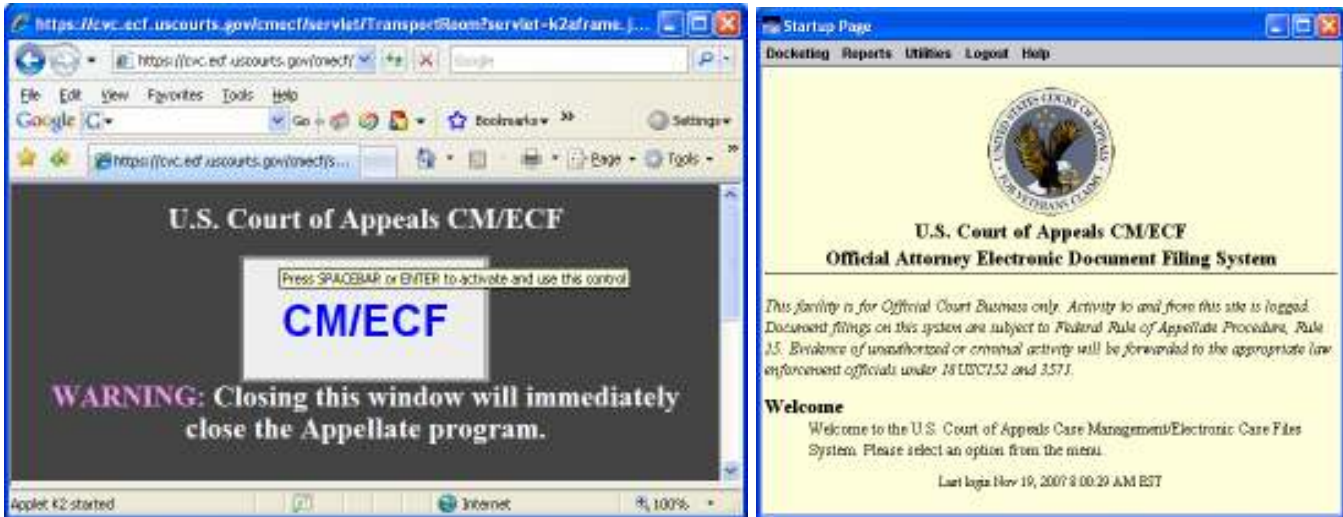 https://cvc.ecf.uscourts.gov/cmecf/servlet/TransportRoom?servlet=k2aframe.j...
https://cvc.ecf.uscourts.gov/cmecf/
Google
File Edit View Favorites Tools Help
Google G Go Bookmarks » Settings
https://cvc.ecf.uscourts.gov/cmecf/s... Page Tools »
U.S. Court of Appeals CM/ECF
Press SPACEBAR or ENTER to activate and use this control
CM/ECF
WARNING: Closing this window will immediately
close the Appellate program.
Applet K2 started Internet 100%
Startup Page
Docketing Reports Utilities Logout Help
UNITED STATES COURT OF APPEALS
FOR VETERANS CLAIMS
U.S. Court of Appeals CM/ECF
Official Attorney Electronic Document Filing System
This facility is for Official Court Business only. Activity to and from this site is logged.
Document filings on this system are subject to Federal Rule of Appellate Procedure, Rule
25. Evidence of unauthorized or criminal activity will be forwarded to the appropriate law
enforcement officials under 18USC152 and 3571.
Welcome
Welcome to the U.S. Court of Appeals Case Management/Electronic Case Files
System. Please select an option from the menu.
Last login Nov 19, 2007 8:00:29 AM EST